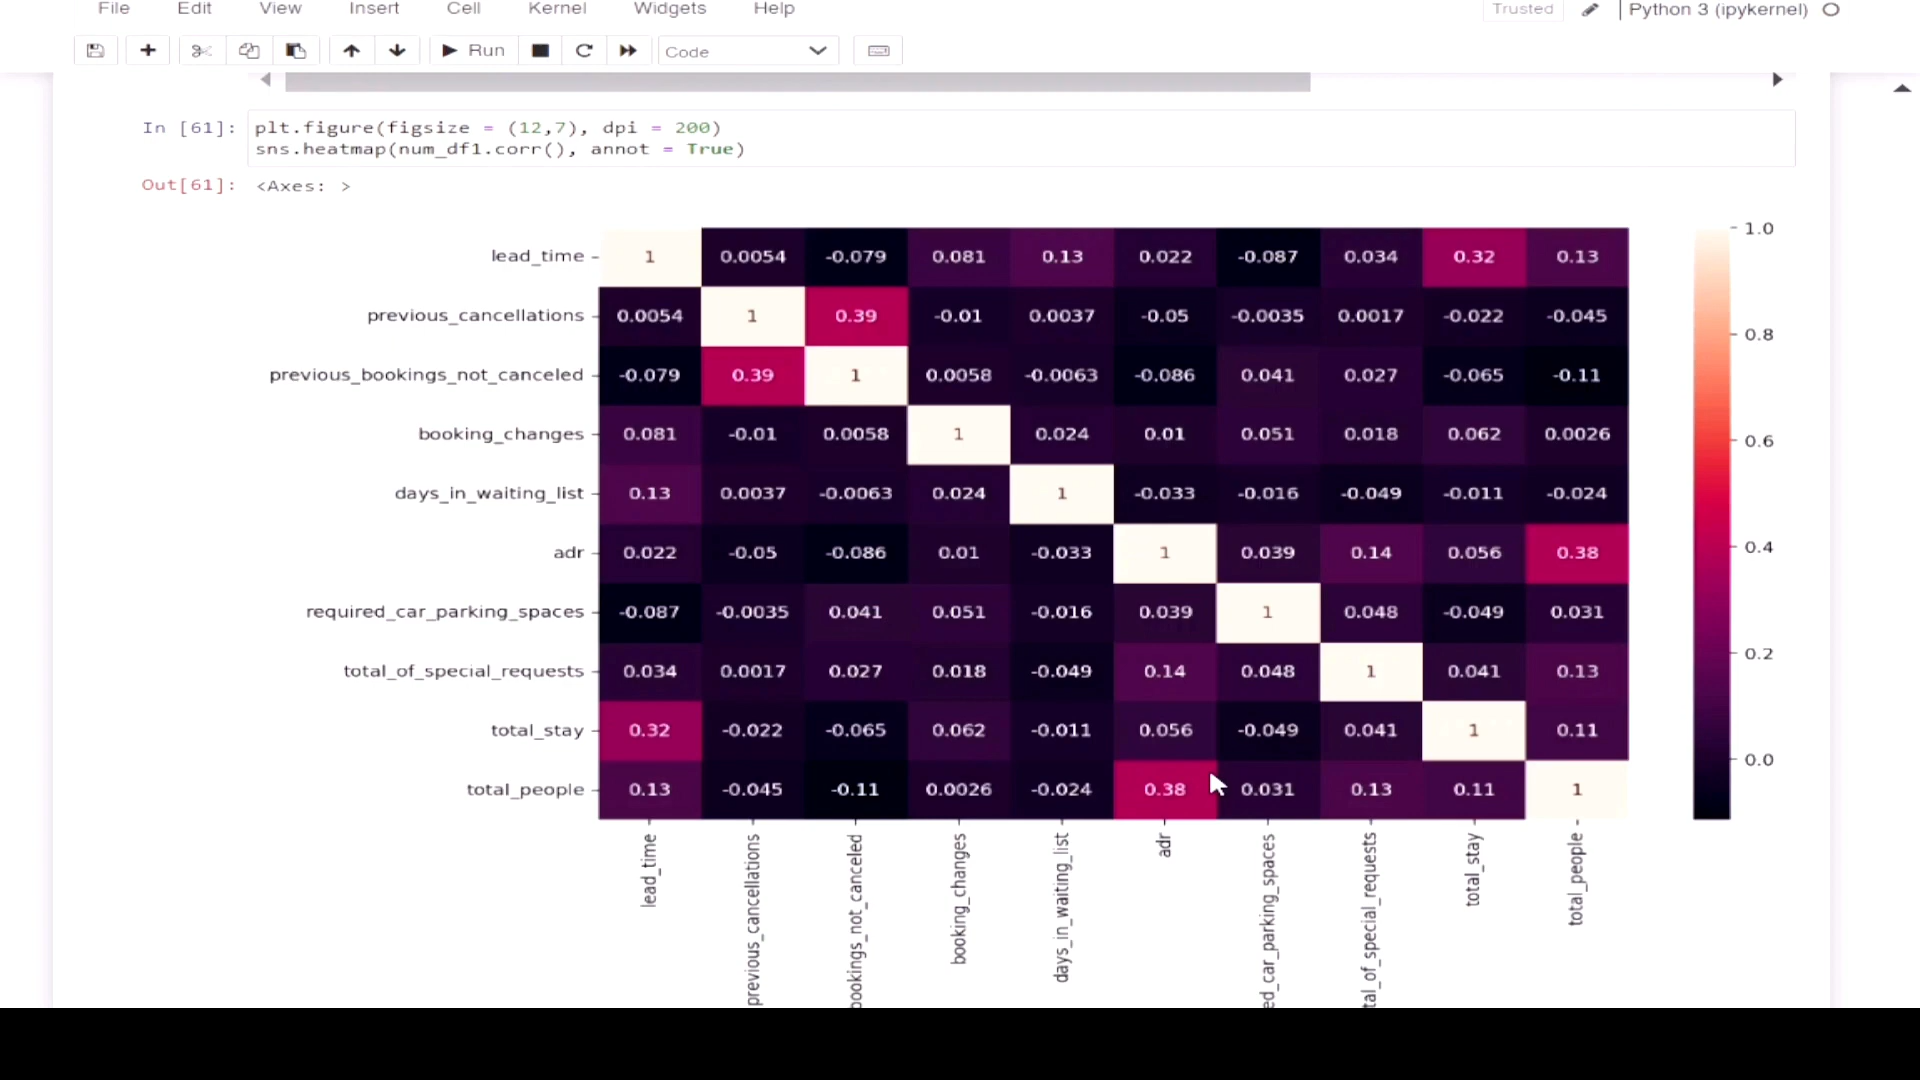 File Edit View Insert Cell Kernel Widgets Help Trusted Python 3 (ipykernel)
Run Code
In [61]: plt.figure(figsize = (12,7), dpi = 200)
sns.heatmap(num_df1.corr(), annot = True)
Out[61]: <Axes: >
lead_time 1 0.0054 -0.079 0.081 0.13 0.022 -0.087 0.034 0.32 0.13
previous_cancellations 0.0054 1 0.39 -0.01 0.0037 -0.05 -0.0035 0.0017 -0.022 -0.045
previous_bookings_not_canceled -0.079 0.39 1 0.0058 -0.0063 -0.086 0.041 0.027 -0.065 -0.11
booking_changes 0.081 -0.01 0.0058 1 0.024 0.01 0.051 0.018 0.062 0.0026
days_in_waiting_list 0.13 0.0037 -0.0063 0.024 1 -0.033 -0.016 -0.049 -0.011 -0.024
adr 0.022 -0.05 -0.086 0.01 -0.033 1 0.039 0.14 0.056 0.38
required_car_parking_spaces -0.087 -0.0035 0.041 0.051 -0.016 0.039 1 0.048 -0.049 0.031
total_of_special_requests 0.034 0.0017 0.027 0.018 -0.049 0.14 0.048 1 0.041 0.13
total_stay 0.32 -0.022 -0.065 0.062 -0.011 0.056 -0.049 0.041 1 0.11
total_people 0.13 -0.045 -0.11 0.0026 -0.024 0.38 0.031 0.13 0.11 1
lead_time
previous_cancellations
bookings_not_canceled
booking_changes
days_in_waiting_list
adr
ed_car_parking_spaces
tal_of_special_requests
total_stay
total_people
1.0
0.8
0.6
0.4
0.2
0.0